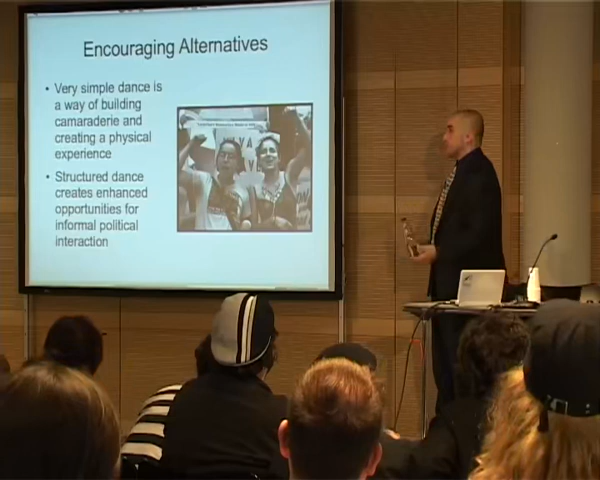 Encouraging Alternatives
• Very simple dance is
a way of building
camaraderie and
creating a physical
experience
• Structured dance
creates enhanced
opportunities for
informal political
interaction